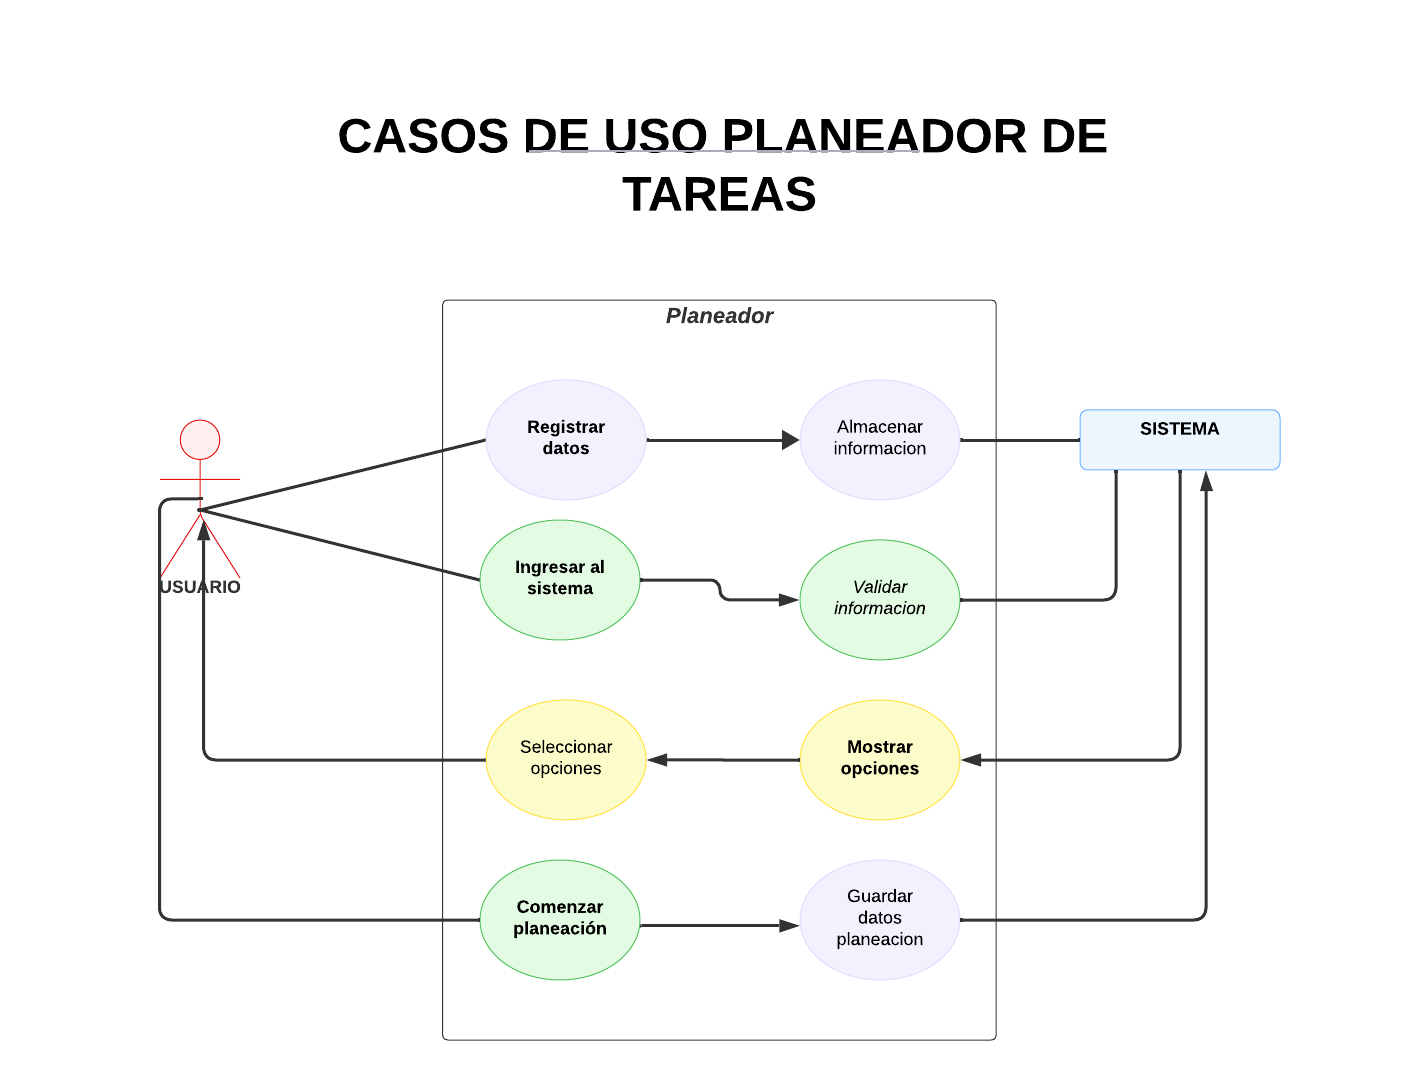 CASOS DE USO PLANEADOR DE
TAREAS
Planeador
Registrar
datos
Almacenar
informacion
SISTEMA
USUARIO
Ingresar al
sistema
Validar
informacion
Seleccionar
opciones
Mostrar
opciones
Comenzar
planeación
Guardar
datos
planeacion